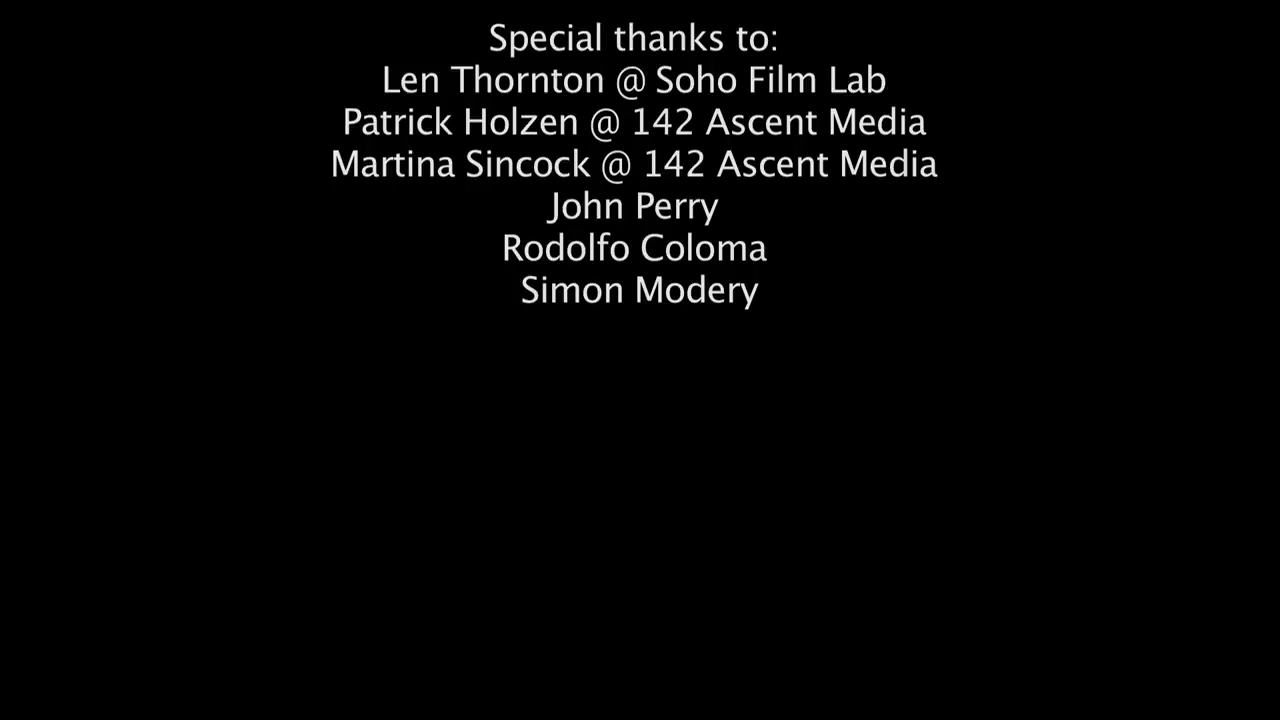 Special thanks to:
Len Thornton @ Soho Film Lab
Patrick Holzen @ 142 Ascent Media
Martina Sincock @ 142 Ascent Media
John Perry
Rodolfo Coloma
Simon Modery